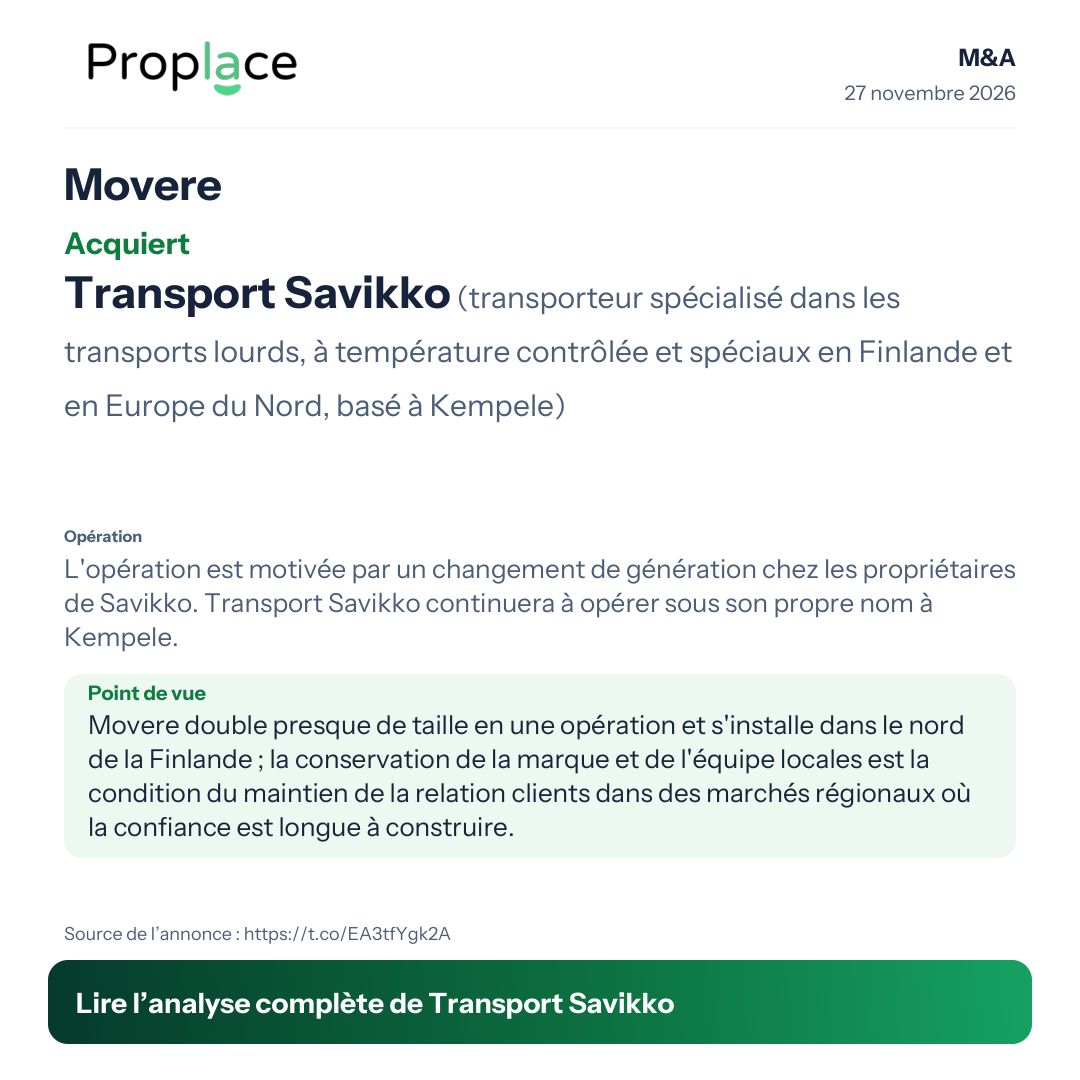 Proplace
M&A
27 novembre 2026
Movere
Acquiert
Transport Savikko (transporteur spécialisé dans les
transports lourds, à température contrôlée et spéciaux en Finlande et
en Europe du Nord, basé à Kempele)
Opération
L'opération est motivée par un changement de génération chez les propriétaires
de Savikko. Transport Savikko continuera à opérer sous son propre nom à
Kempele.
Point de vue
Movere double presque de taille en une opération et s'installe dans le nord
de la Finlande ; la conservation de la marque et de l'équipe locales est la
condition du maintien de la relation clients dans des marchés régionaux où
la confiance est longue à construire.
Source de l’annonce : https://t.co/EA3tfYgk2A
Lire l’analyse complète de Transport Savikko